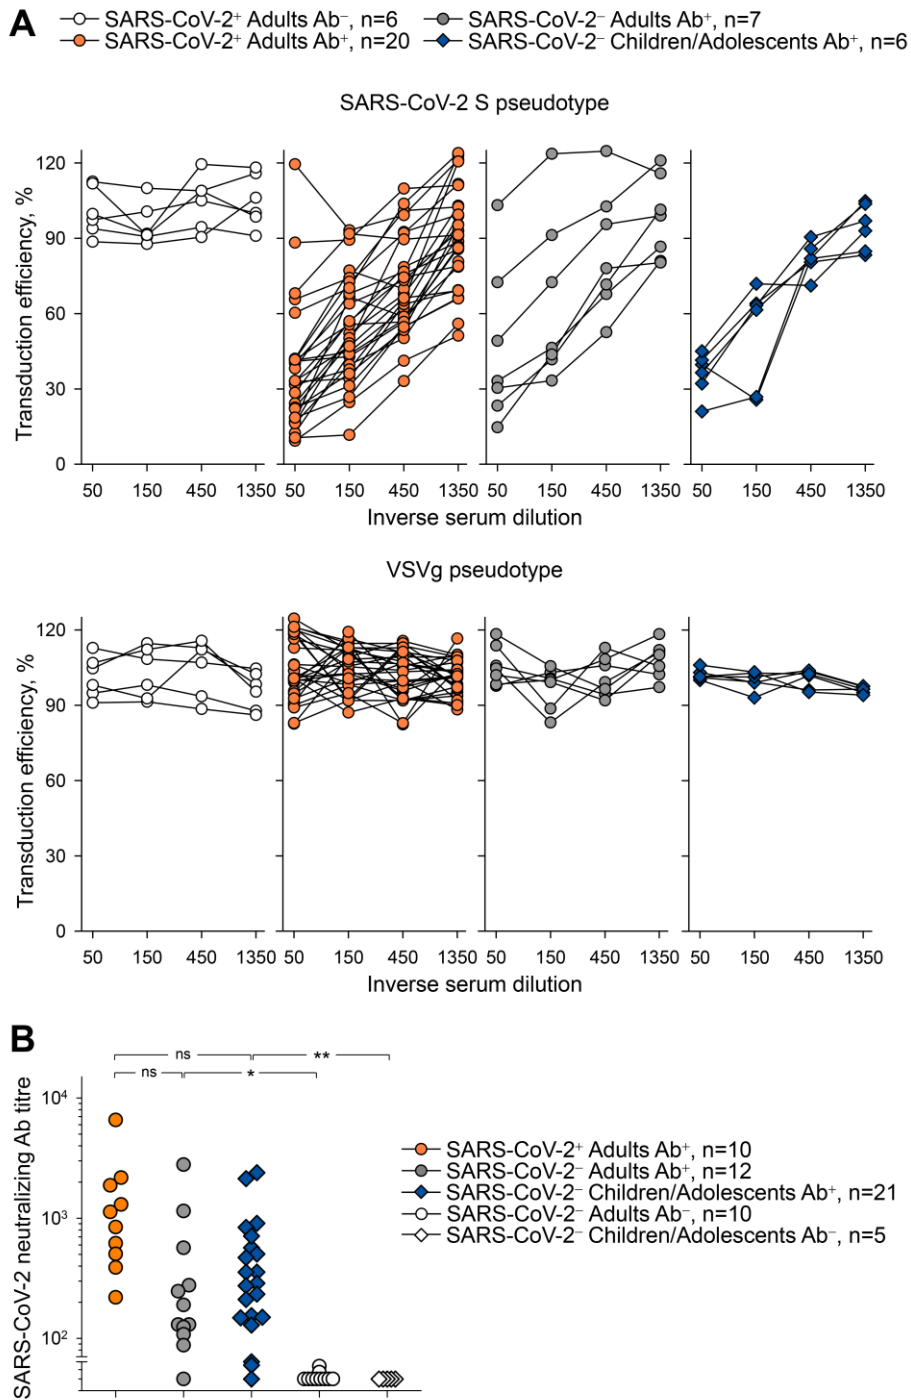 A
SARS-CoV-2⁺ Adults Ab⁻, n=6
SARS-CoV-2⁻ Adults Ab⁺, n=7
SARS-CoV-2⁺ Adults Ab⁺, n=20
SARS-CoV-2⁻ Children/Adolescents Ab⁺, n=6
SARS-CoV-2 S pseudotype
Transduction efficiency, %
120
90
60
30
0
50 150 450 1350 50 150 450 1350 50 150 450 1350 50 150 450 1350
Inverse serum dilution
VSVg pseudotype
Transduction efficiency, %
120
90
60
30
0
50 150 450 1350 50 150 450 1350 50 150 450 1350 50 150 450 1350
Inverse serum dilution
B
ns **
ns *
SARS-CoV-2 neutralizing Ab titre
10⁴
10³
10²
SARS-CoV-2⁺ Adults Ab⁺, n=10
SARS-CoV-2⁻ Adults Ab⁺, n=12
SARS-CoV-2⁻ Children/Adolescents Ab⁺, n=21
SARS-CoV-2⁻ Adults Ab⁻, n=10
SARS-CoV-2⁻ Children/Adolescents Ab⁻, n=5